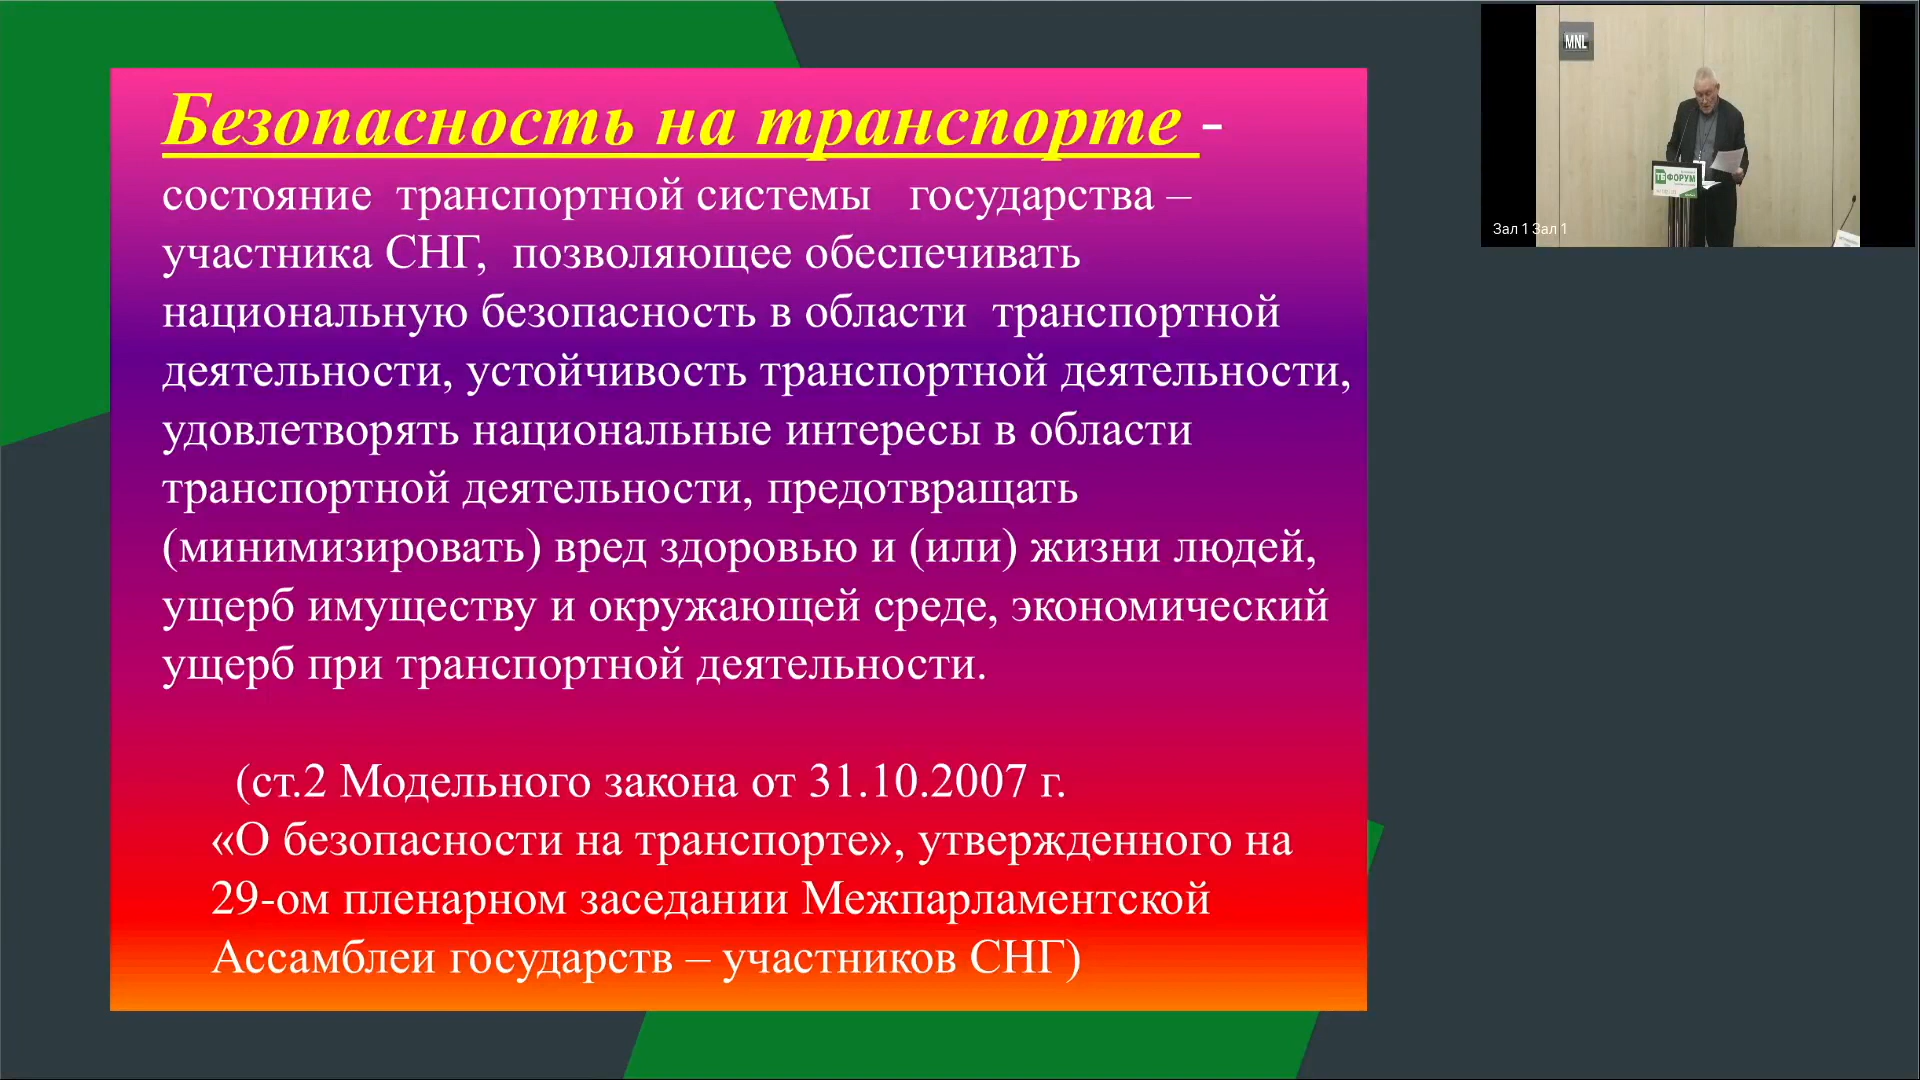 Безопасность на транспорте -
состояние транспортной системы государства –
участника СНГ, позволяющее обеспечивать
национальную безопасность в области транспортной
деятельности, устойчивость транспортной деятельности,
удовлетворять национальные интересы в области
транспортной деятельности, предотвращать
(минимизировать) вред здоровью и (или) жизни людей,
ущерб имуществу и окружающей среде, экономический
ущерб при транспортной деятельности.
(ст.2 Модельного закона от 31.10.2007 г.
«О безопасности на транспорте», утвержденного на
29-ом пленарном заседании Межпарламентской
Ассамблеи государств – участников СНГ)
MNL
ТБ ФОРУМ
Зал 1 Зал 1